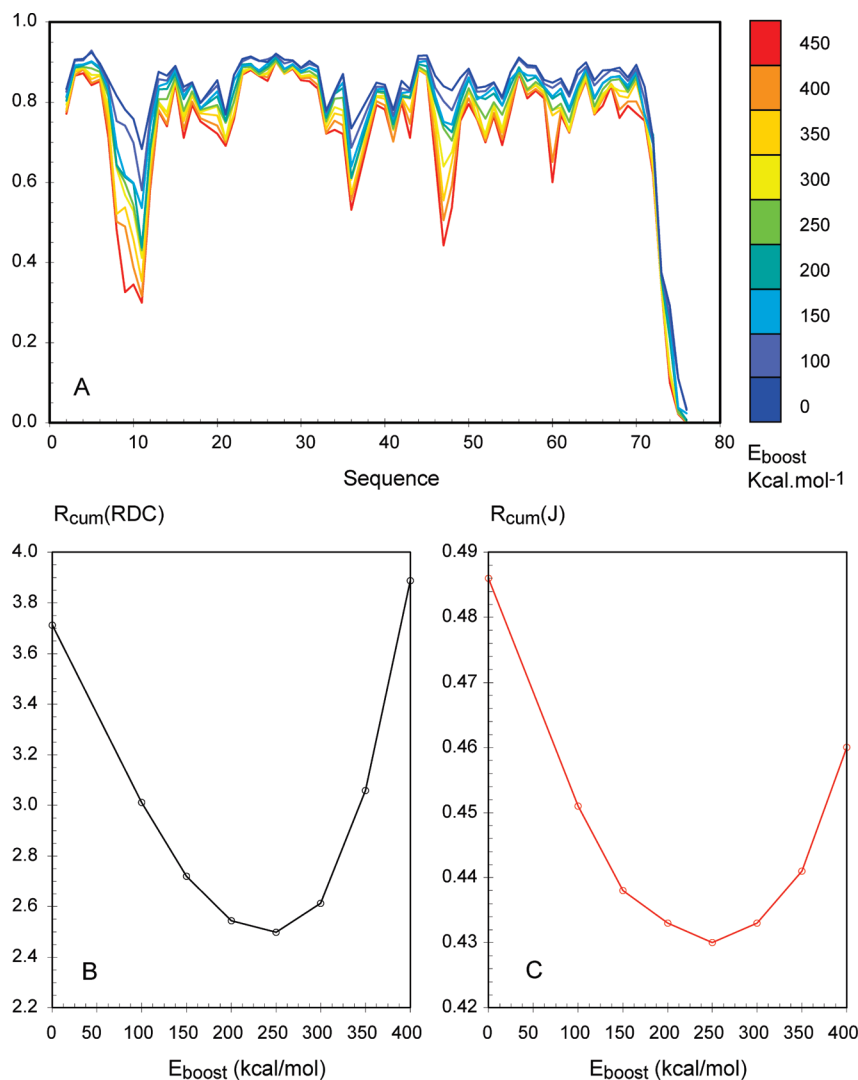 1.0
0.8
0.6
0.4
0.2
0.0
A
0 10 20 30 40 50 60 70 80
Sequence
450
400
350
300
250
200
150
100
0
Eboost
Kcal.mol-1
Rcum(RDC)
4.0
3.8
3.6
3.4
3.2
3.0
2.8
2.6
2.4
2.2
B
0 50 100 150 200 250 300 350 400
Eboost (kcal/mol)
Rcum(J)
0.49
0.48
0.47
0.46
0.45
0.44
0.43
0.42
C
0 50 100 150 200 250 300 350 400
Eboost (kcal/mol)